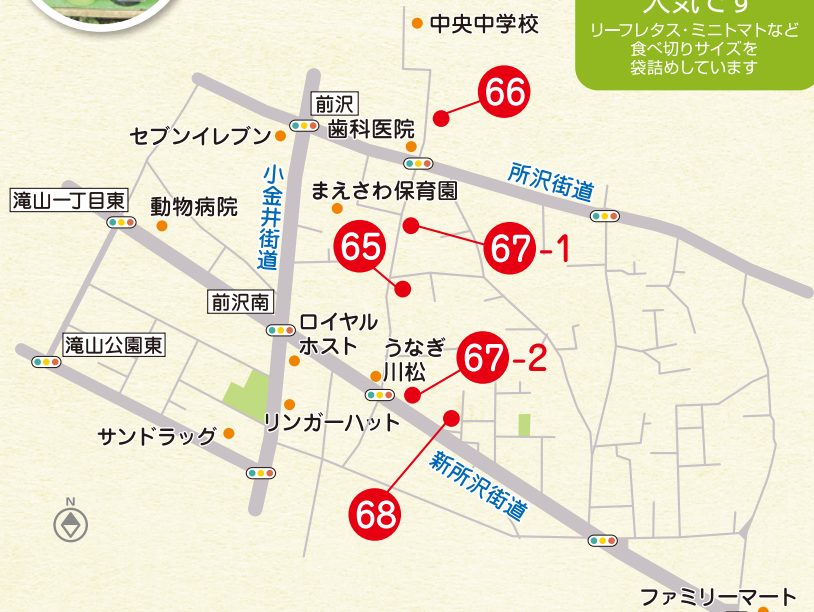 人気です
リーフレタス・ミニトマトなど
食べ切りサイズを
袋詰めしています
中央中学校
66
前沢
歯科医院
セブンイレブン
所沢街道
小金井街道
まえさわ保育園
滝山一丁目東
動物病院
65
67-1
前沢南
ロイヤル
ホスト
うなぎ
川松
67-2
滝山公園東
リンガーハット
サンドラッグ
新所沢街道
68
N
ファミリーマート